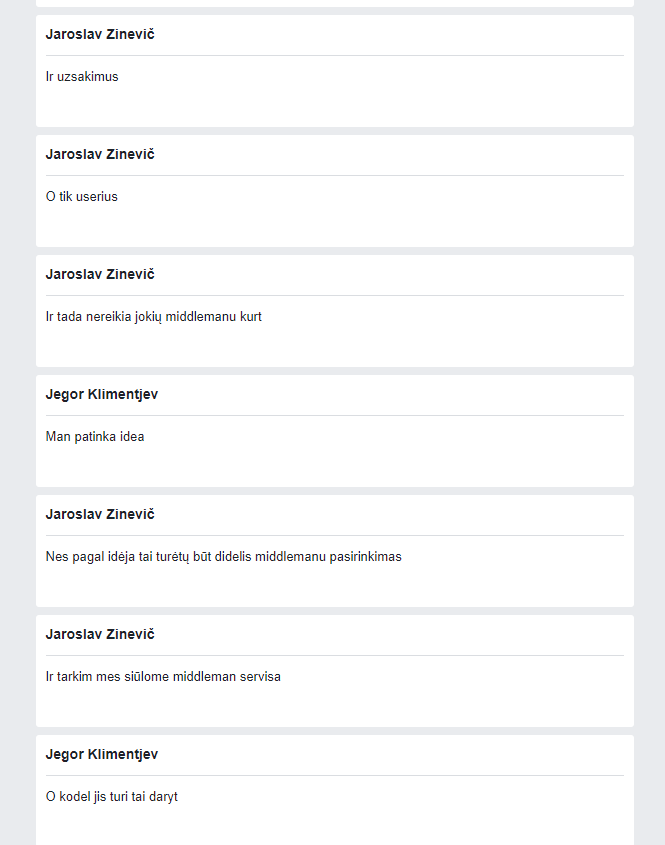 Jaroslav Zinevič
Ir uzsakimus
Jaroslav Zinevič
O tik userius
Jaroslav Zinevič
Ir tada nereikia jokių middlemanu kurt
Jegor Klimentjev
Man patinka idea
Jaroslav Zinevič
Nes pagal idėja tai turėtų būt didelis middlemanu pasirinkimas
Jaroslav Zinevič
Ir tarkim mes siūlome middleman servisa
Jegor Klimentjev
O kodel jis turi tai daryt